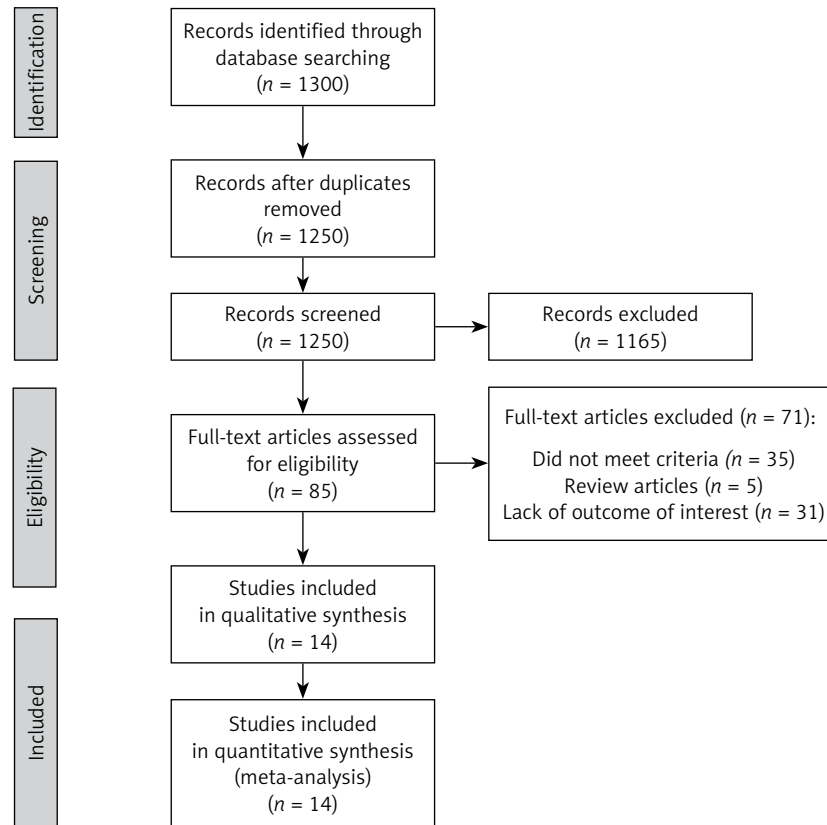 Identification
Records identified through
database searching
(n = 1300)
Screening
Records after duplicates
removed
(n = 1250)
Records screened
(n = 1250)
Records excluded
(n = 1165)
Eligibility
Full-text articles assessed
for eligibility
(n = 85)
Full-text articles excluded (n = 71):
Did not meet criteria (n = 35)
Review articles (n = 5)
Lack of outcome of interest (n = 31)
Studies included
in qualitative synthesis
(n = 14)
Included
Studies included
in quantitative synthesis
(meta-analysis)
(n = 14)